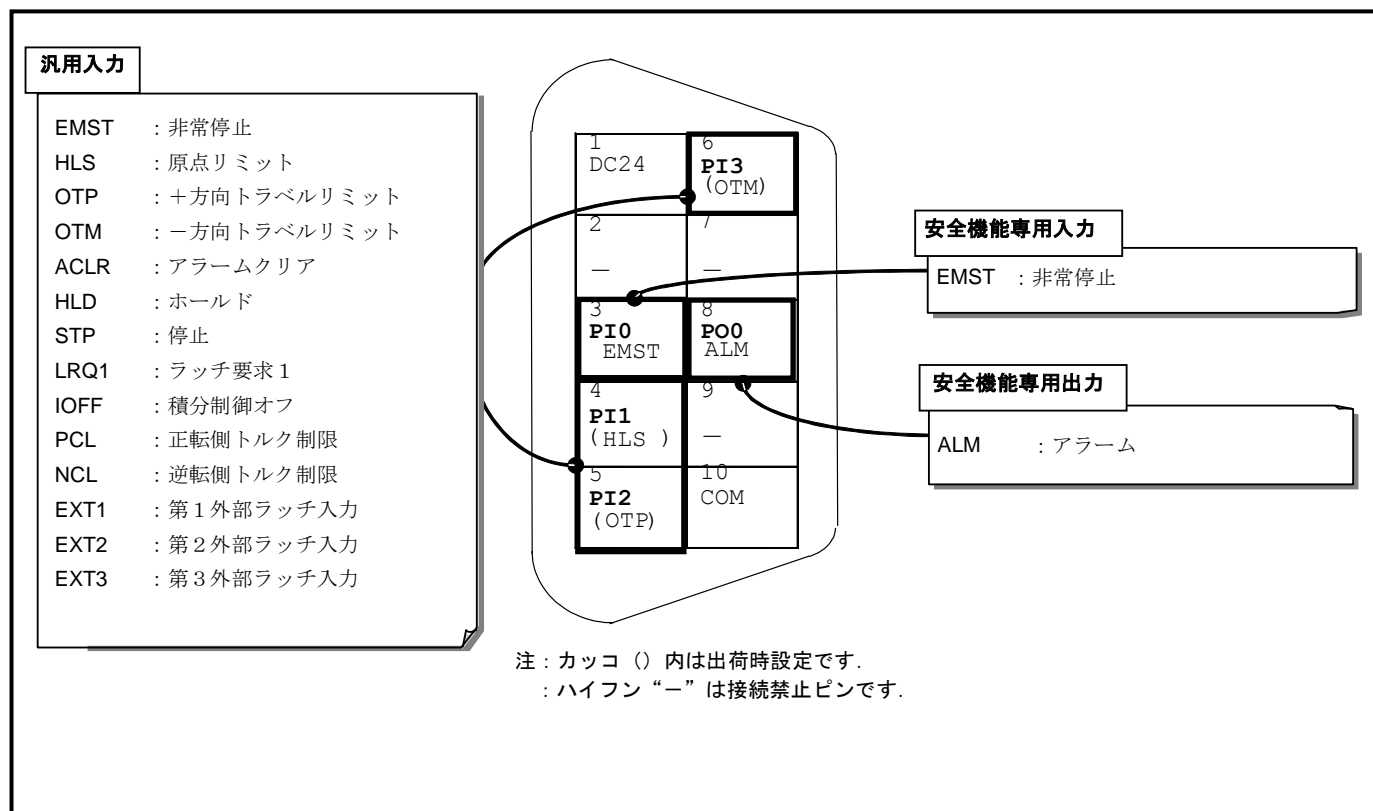 汎用入力
EMST : 非常停止
HLS : 原点リミット
OTP : +方向トラベルリミット
OTM : -方向トラベルリミット
ACLR : アラームクリア
HLD : ホールド
STP : 停止
LRQ1 : ラッチ要求1
IOFF : 積分制御オフ
PCL : 正転側トルク制限
NCL : 逆転側トルク制限
EXT1 : 第1外部ラッチ入力
EXT2 : 第2外部ラッチ入力
EXT3 : 第3外部ラッチ入力
1
DC24
6
PI3
(OTM)
2
－
7
－
3
PI0
EMST
8
PO0
ALM
4
PI1
(HLS )
9
－
5
PI2
(OTP)
10
COM
安全機能専用入力
EMST : 非常停止
安全機能専用出力
ALM : アラーム
注：カッコ（）内は出荷時設定です.
：ハイフン“－”は接続禁止ピンです.